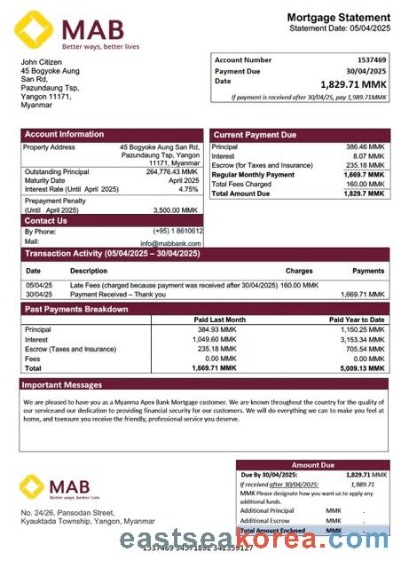 MAB
Better ways, better lives
Mortgage Statement
Statement Date: 05/04/2025
John Citizen
45 Bogyoke Aung
San Rd,
Pazundaung Tsp,
Yangon 11171,
Myanmar
Account Number 1537469
Payment Due 30/04/2025
Date 1,829.71 MMK
If payment is received after 30/04/25, pay 1,989.71MMK
Account Information
Property Address 45 Bogyoke Aung San Rd,
Pazundaung Tsp, Yangon
11171, Myanmar
Outstanding Principal 264,776.43 MMK
Maturity Date April 2025
Interest Rate (Until April 2025) 4.75%
Prepayment Penalty
(Until April 2025) 3,500.00 MMK
Contact Us
By Phone: (+95) 1 8610612
Mail: info@mabbank.com
Current Payment Due
Principal 386.46 MMK
Interest 8.07 MMK
Escrow (for Taxes and Insurance) 235.18 MMK
Regular Monthly Payment 1,669.7 MMK
Total Fees Charged 160.00 MMK
Total Amount Due 1,829.7 MMK
Transaction Activity (05/04/2025 – 30/04/2025)
Date Description Charges Payments
05/04/25 Late Fees (charged because payment was received after 30/04/2025) 160.00 MMK
30/04/25 Payment Received – Thank you 1,669.71 MMK
Past Payments Breakdown
Paid Last Month Paid Year to Date
Principal 384.93 MMK 1,150.25 MMK
Interest 1,049.60 MMK 3,153.34 MMK
Escrow (Taxes and Insurance) 235.18 MMK 705.54 MMK
Fees 0.00 MMK 0.00 MMK
Total 1,669.71 MMK 5,009.13 MMK
Important Messages
We are pleased to have you as a Myanma Apex Bank Mortgage customer. We are known throughout the country for the quality of
our serviceand our dedication to providing financial security for our customers. We will do everything we can to make you feel at
home, and toensure you receive the friendly, professional service you deserve.
MAB
Better ways, better lives
No. 24/26, Pansodan Street,
Kyauktada Township, Yangon, Myanmar
Amount Due
Due By 30/04/2025: 1,829.71 MMK
If received after 30/04/2025: 1,989.71
MMK Please designate how you want us to apply any
additional funds.
Additional Principal MMK -
Additional Escrow MMK -
Total Amount Enclosed MMK
eastseakorea.com
1537469 34571892 342359127